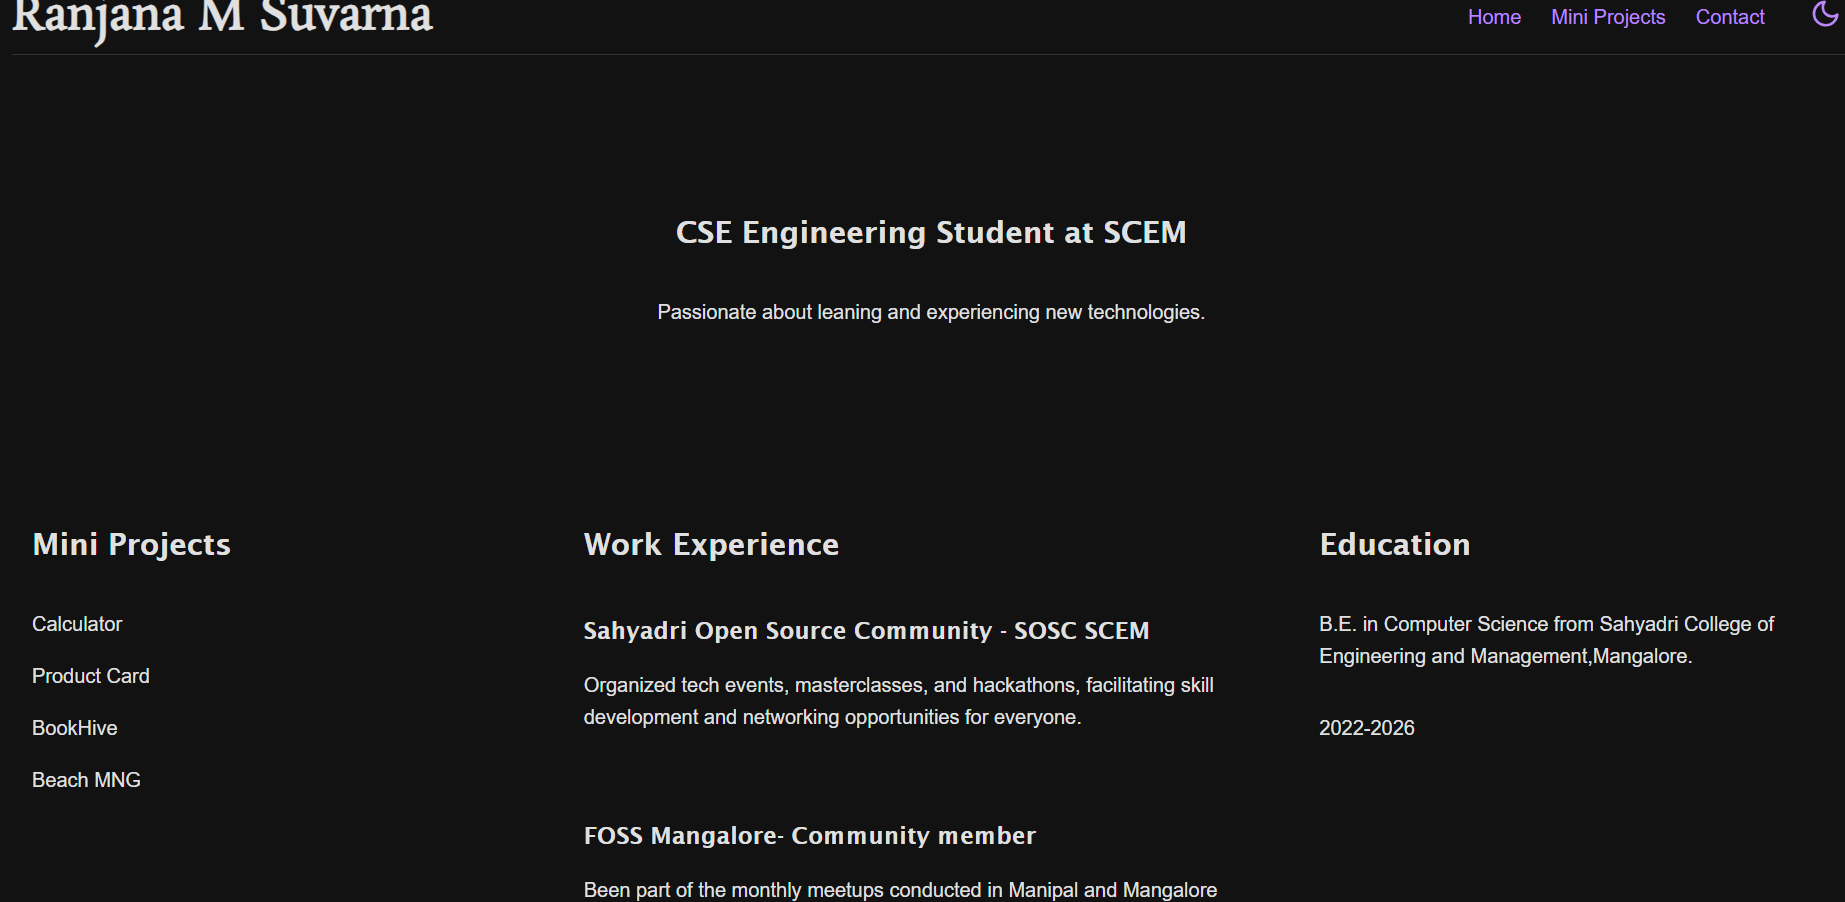 Ranjana M Suvarna
Home Mini Projects Contact
CSE Engineering Student at SCEM
Passionate about leaning and experiencing new technologies.
Mini Projects
Calculator
Product Card
BookHive
Beach MNG
Work Experience
Sahyadri Open Source Community - SOSC SCEM
Organized tech events, masterclasses, and hackathons, facilitating skill
development and networking opportunities for everyone.
FOSS Mangalore- Community member
Been part of the monthly meetups conducted in Manipal and Mangalore
Education
B.E. in Computer Science from Sahyadri College of
Engineering and Management,Mangalore.
2022-2026